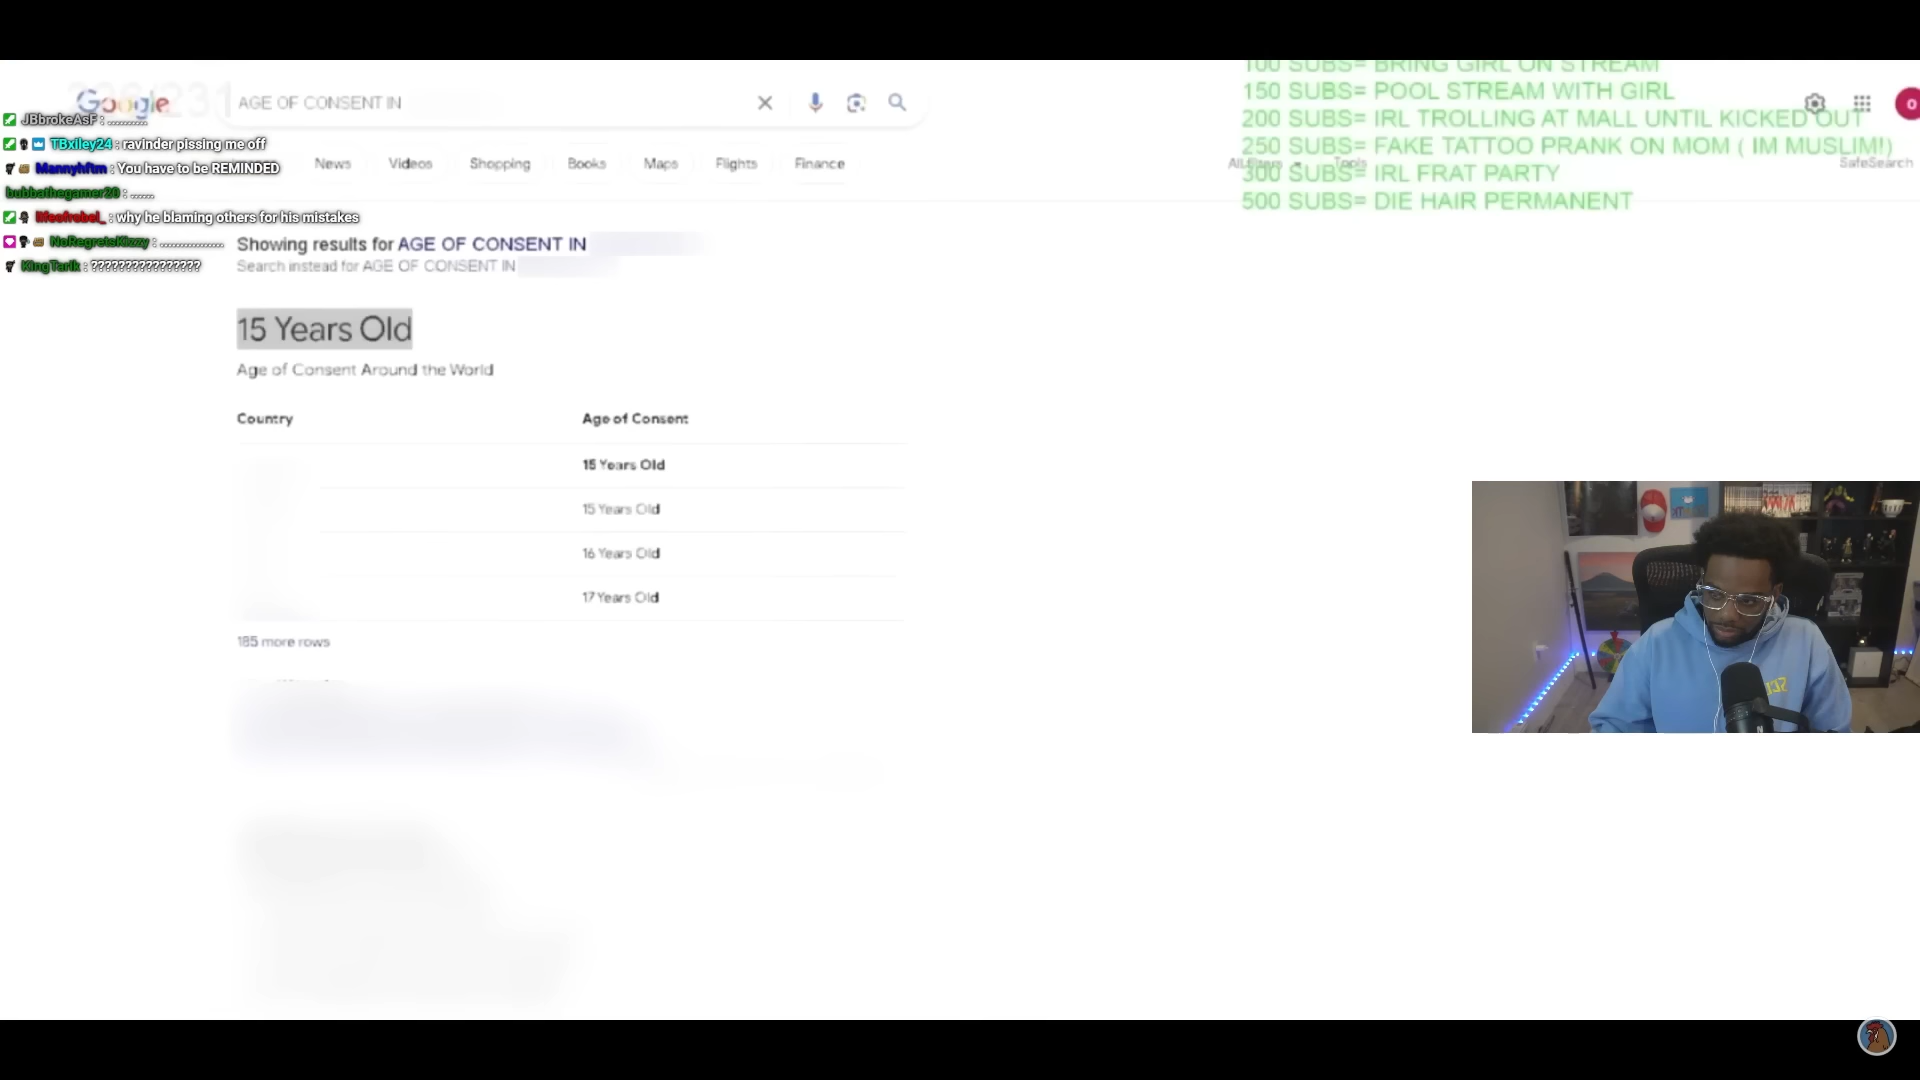 100 SUBS= BRING GIRL ON STREAM
150 SUBS= POOL STREAM WITH GIRL
200 SUBS= IRL TROLLING AT MALL UNTIL KICKED OUT
250 SUBS= FAKE TATTOO PRANK ON MOM ( IM MUSLIM!)
300 SUBS= IRL FRAT PARTY
500 SUBS= DIE HAIR PERMANENT
Google
AGE OF CONSENT IN
JBbrokeAsF : ..........
TBxlley24 : ravinder pissing me off
Mannyhftm : You have to be REMINDED
bubbathegamer20 : ......
: why he blaming others for his mistakes
NoRegretsKizzy : ...............
KingTarik : ????????????????
News Videos Shopping Books Maps Flights Finance
Tools
SafeSearch
Showing results for AGE OF CONSENT IN
Search instead for AGE OF CONSENT IN
15 Years Old
Age of Consent Around the World
Country Age of Consent
15 Years Old
15 Years Old
16 Years Old
17 Years Old
185 more rows